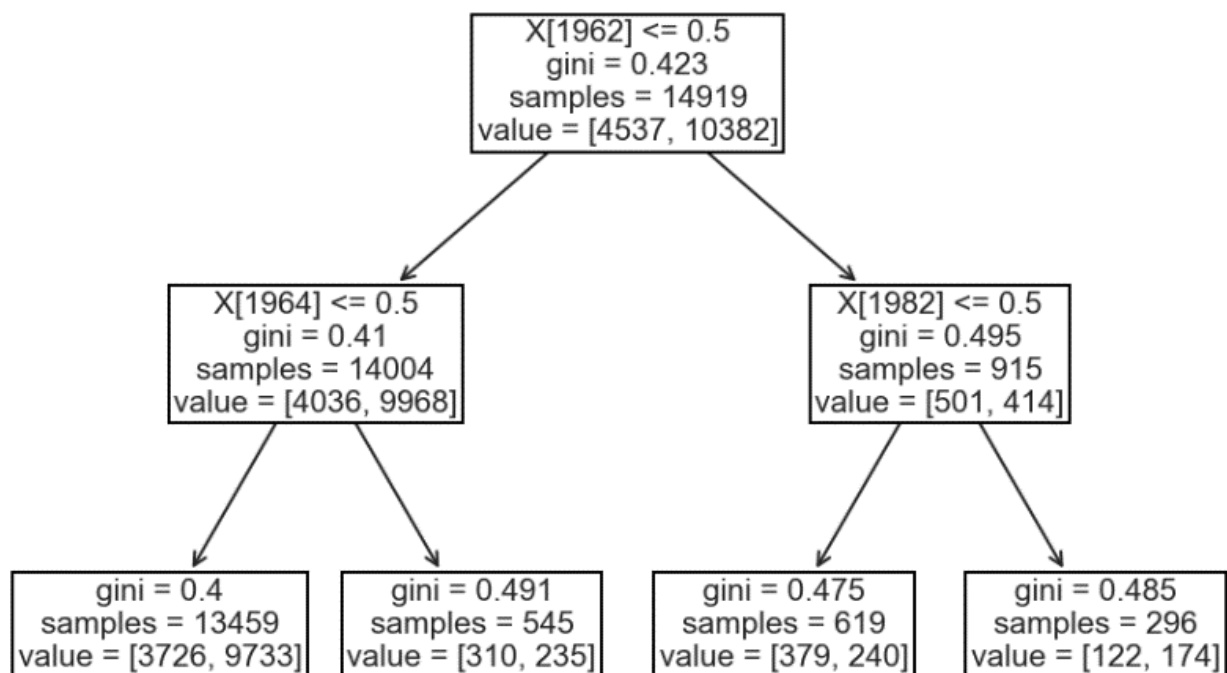 X[1962] <= 0.5
gini = 0.423
samples = 14919
value = [4537, 10382]
X[1964] <= 0.5
gini = 0.41
samples = 14004
value = [4036, 9968]
X[1982] <= 0.5
gini = 0.495
samples = 915
value = [501, 414]
gini = 0.4
samples = 13459
value = [3726, 9733]
gini = 0.491
samples = 545
value = [310, 235]
gini = 0.475
samples = 619
value = [379, 240]
gini = 0.485
samples = 296
value = [122, 174]